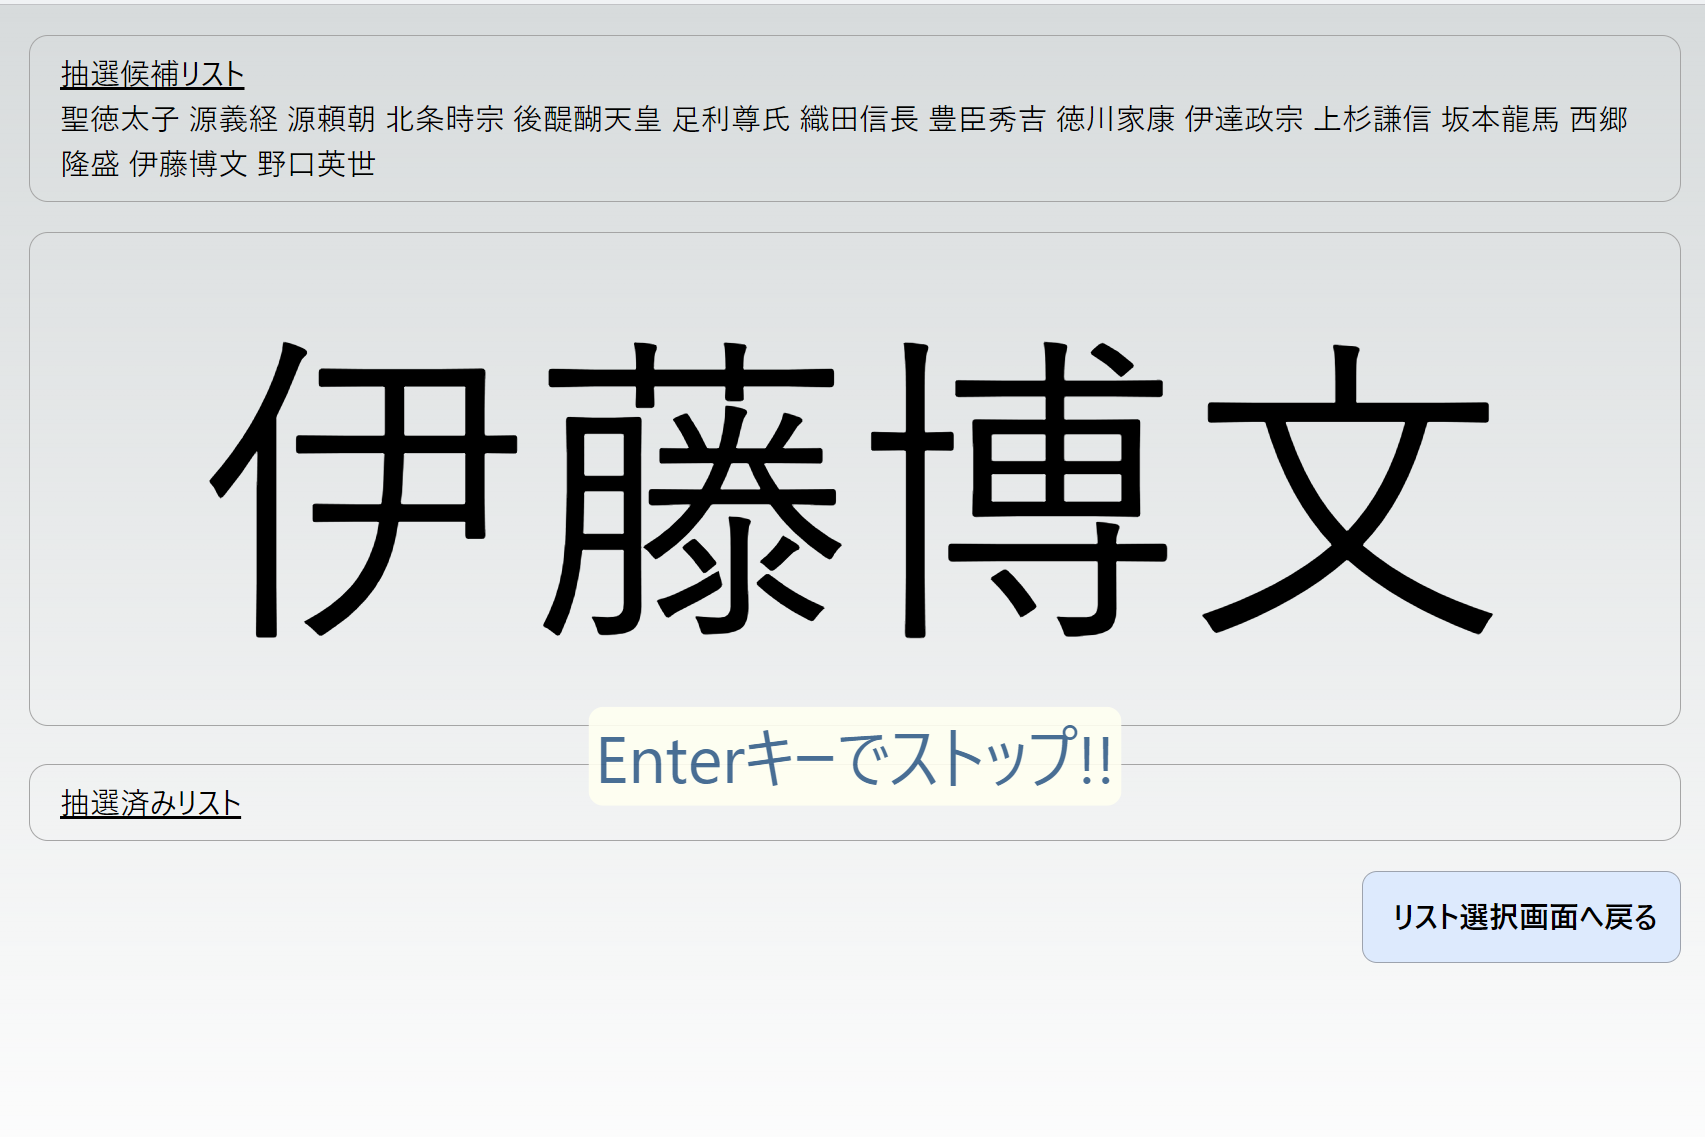 抽選候補リスト
聖徳太子 源義経 源頼朝 北条時宗 後醍醐天皇 足利尊氏 織田信長 豊臣秀吉 徳川家康 伊達政宗 上杉謙信 坂本龍馬 西郷
隆盛 伊藤博文 野口英世
伊藤博文
Enterキーでストップ!!
抽選済みリスト
リスト選択画面へ戻る